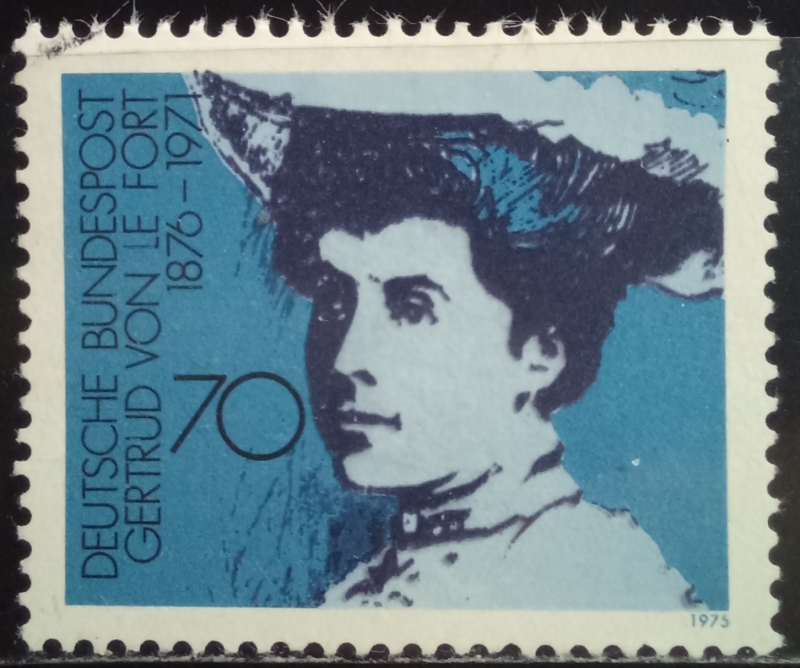 DEUTSCHE BUNDESPOST
GERTRUD VON LE FORT
1876–1971
70
1975